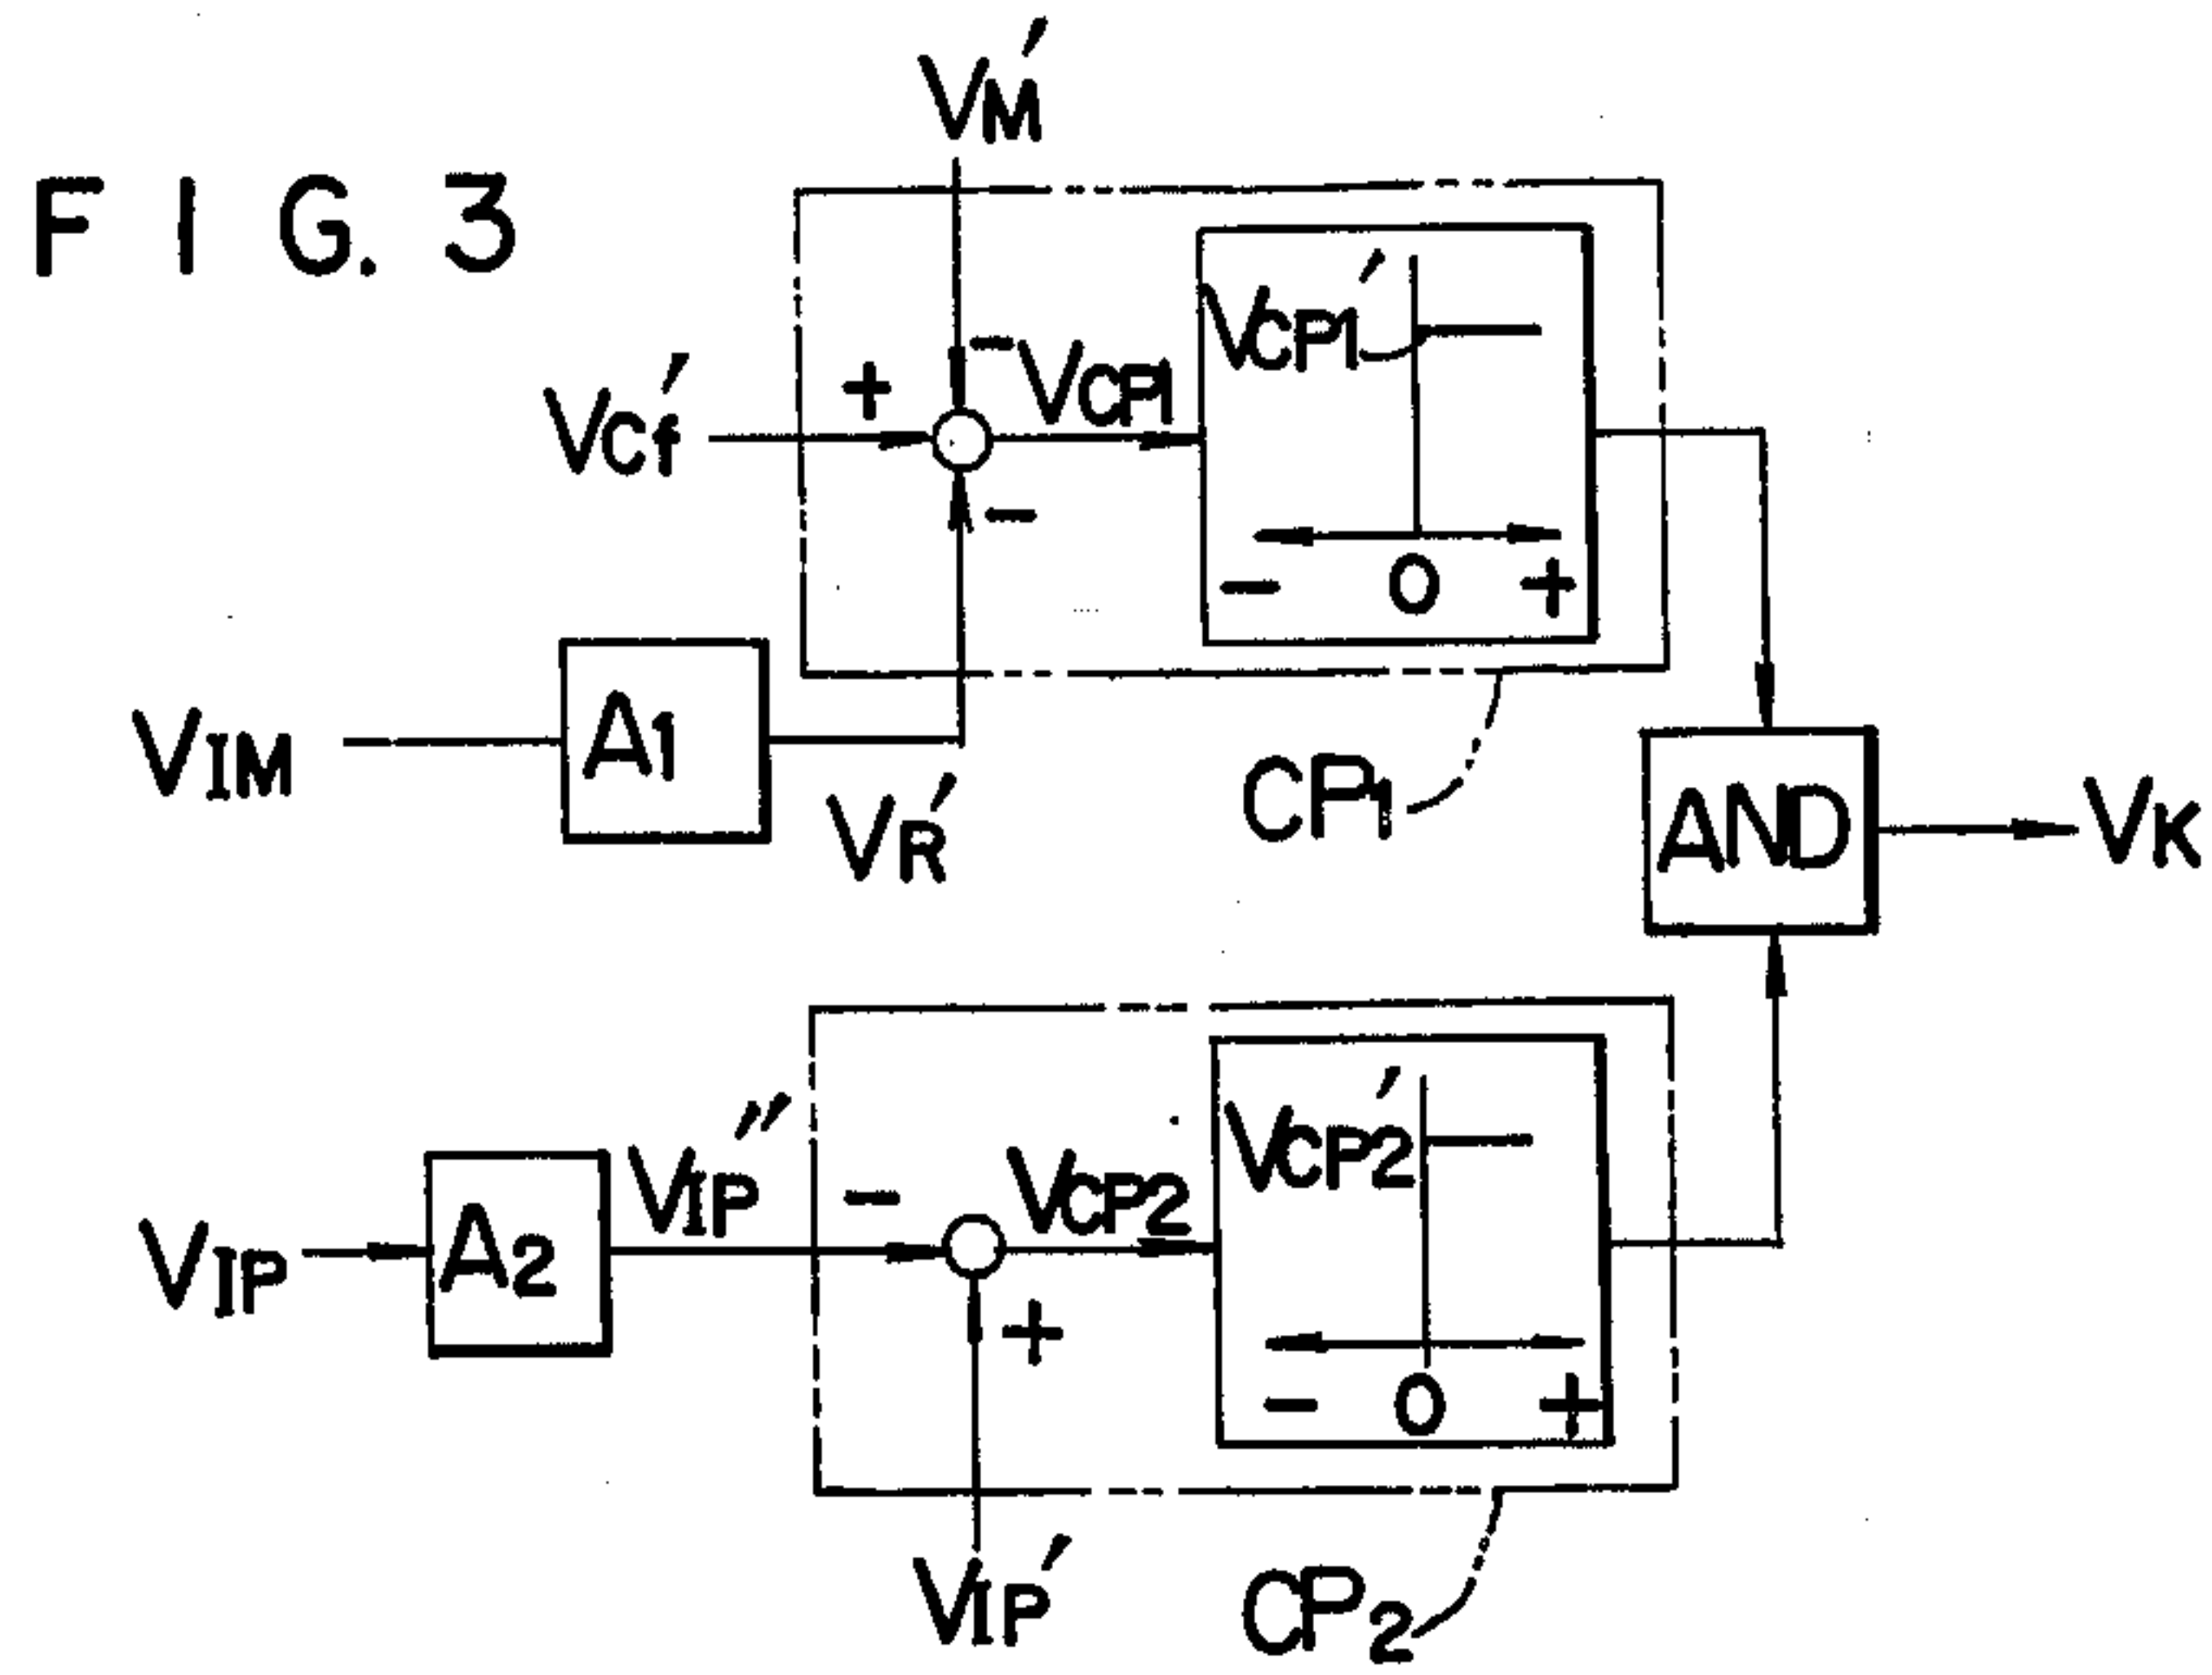 FIG. 3
VM'
VCf'
+
-
VCP1
-
VCP1'
- 0 +
VIM
A1
VR'
CP1
AND
VK
VIP
A2
VIP''
-
VCP2
+
VCP2'
- 0 +
VIP'
CP2